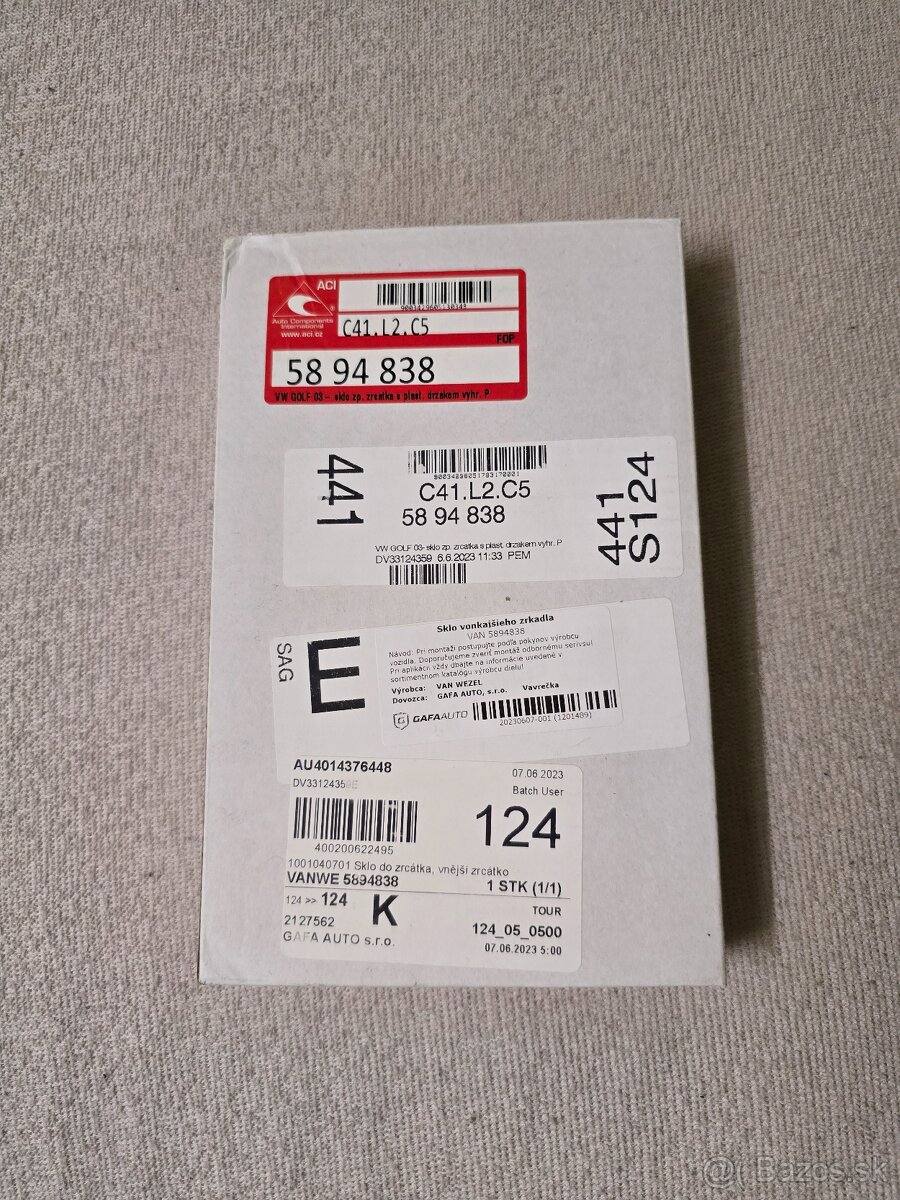 ACI
Auto Components
International
www.aci.cz
C41.L2.C5
FOP
58 94 838
VW GOLF 03- sklo zp. zrcatka s plast. drzakem vyhr. P
441
C41.L2.C5
58 94 838
VW GOLF 03- sklo zp. zrcatka s plast. drzakem vyhr. P
DV33124359 6.6.2023 11:33 PEM
441
S124
SAG
E
Sklo vonkajšieho zrkadla
VAN 5894838
Návod: Pri montáži postupujte podľa pokynov výrobcu
vozidla. Doporučujeme zveriť montáž odbornému servisu!
Pri aplikácii vždy dbajte na informácie uvedené v
sortimentnom katalógu výrobcu dielu!
Výrobca: VAN WEZEL
Dovozca: GAFA AUTO, s.r.o. Vavrečka
GAFAAUTO
20230607-001 (1201489)
AU4014376448
07.06.2023
DV33124359E
Batch User
124
400200622495
1001040701 Sklo do zrcátka, vnější zrcátko
VANWE 5894838
1 STK (1/1)
124 >> 124
K
TOUR
2127562
124_05_0500
GAFA AUTO s.r.o.
07.06.2023 5:00
Bazos.sk